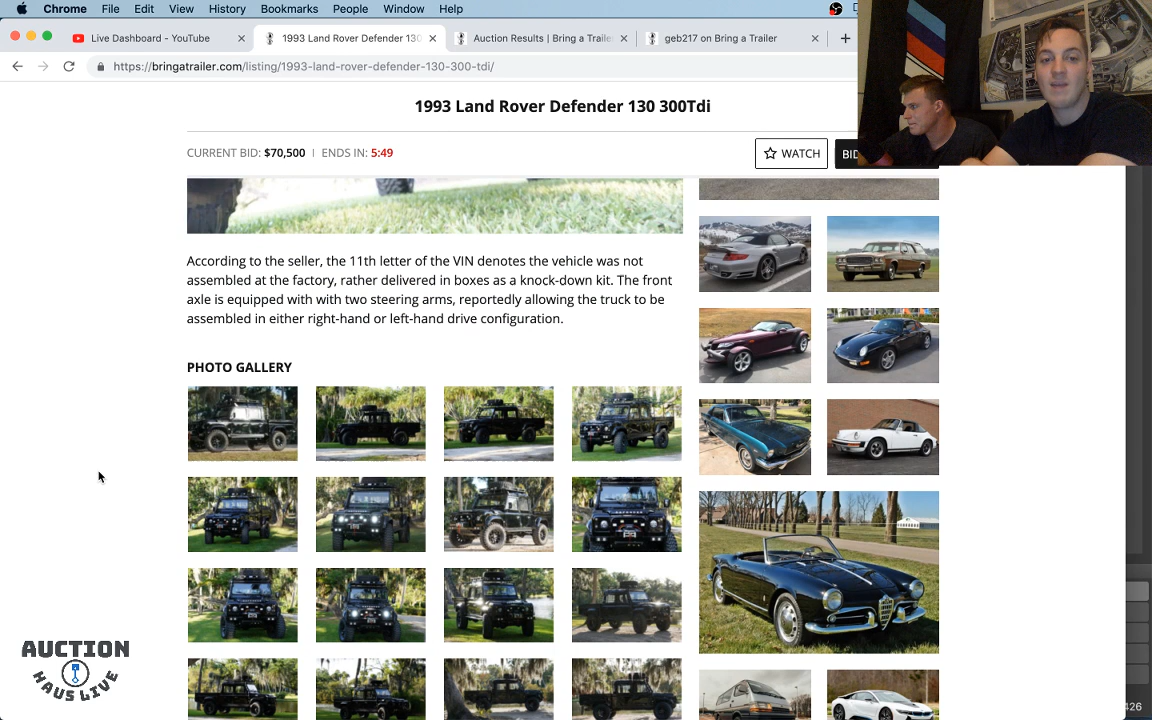 Chrome File Edit View History Bookmarks People Window Help
Live Dashboard - YouTube
1993 Land Rover Defender 130
Auction Results | Bring a Traile
geb217 on Bring a Trailer
https://bringatrailer.com/listing/1993-land-rover-defender-130-300-tdi/
1993 Land Rover Defender 130 300Tdi
CURRENT BID: $70,500 | ENDS IN: 5:49
WATCH
BID
According to the seller, the 11th letter of the VIN denotes the vehicle was not
assembled at the factory, rather delivered in boxes as a knock-down kit. The front
axle is equipped with with two steering arms, reportedly allowing the truck to be
assembled in either right-hand or left-hand drive configuration.
PHOTO GALLERY
AUCTION
HAUS LIVE
426